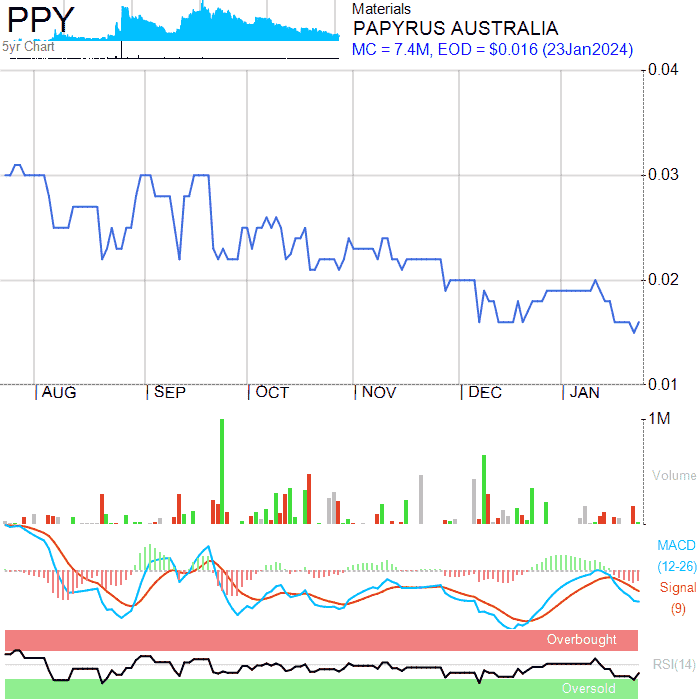 PPY
5yr Chart
Materials
PAPYRUS AUSTRALIA
MC = 7.4M, EOD = $0.016 (23Jan2024)
0.04
0.03
0.02
0.01
AUG SEP OCT NOV DEC JAN
1M
Volume
MACD
(12-26)
Signal
(9)
Overbought
RSI(14)
Oversold